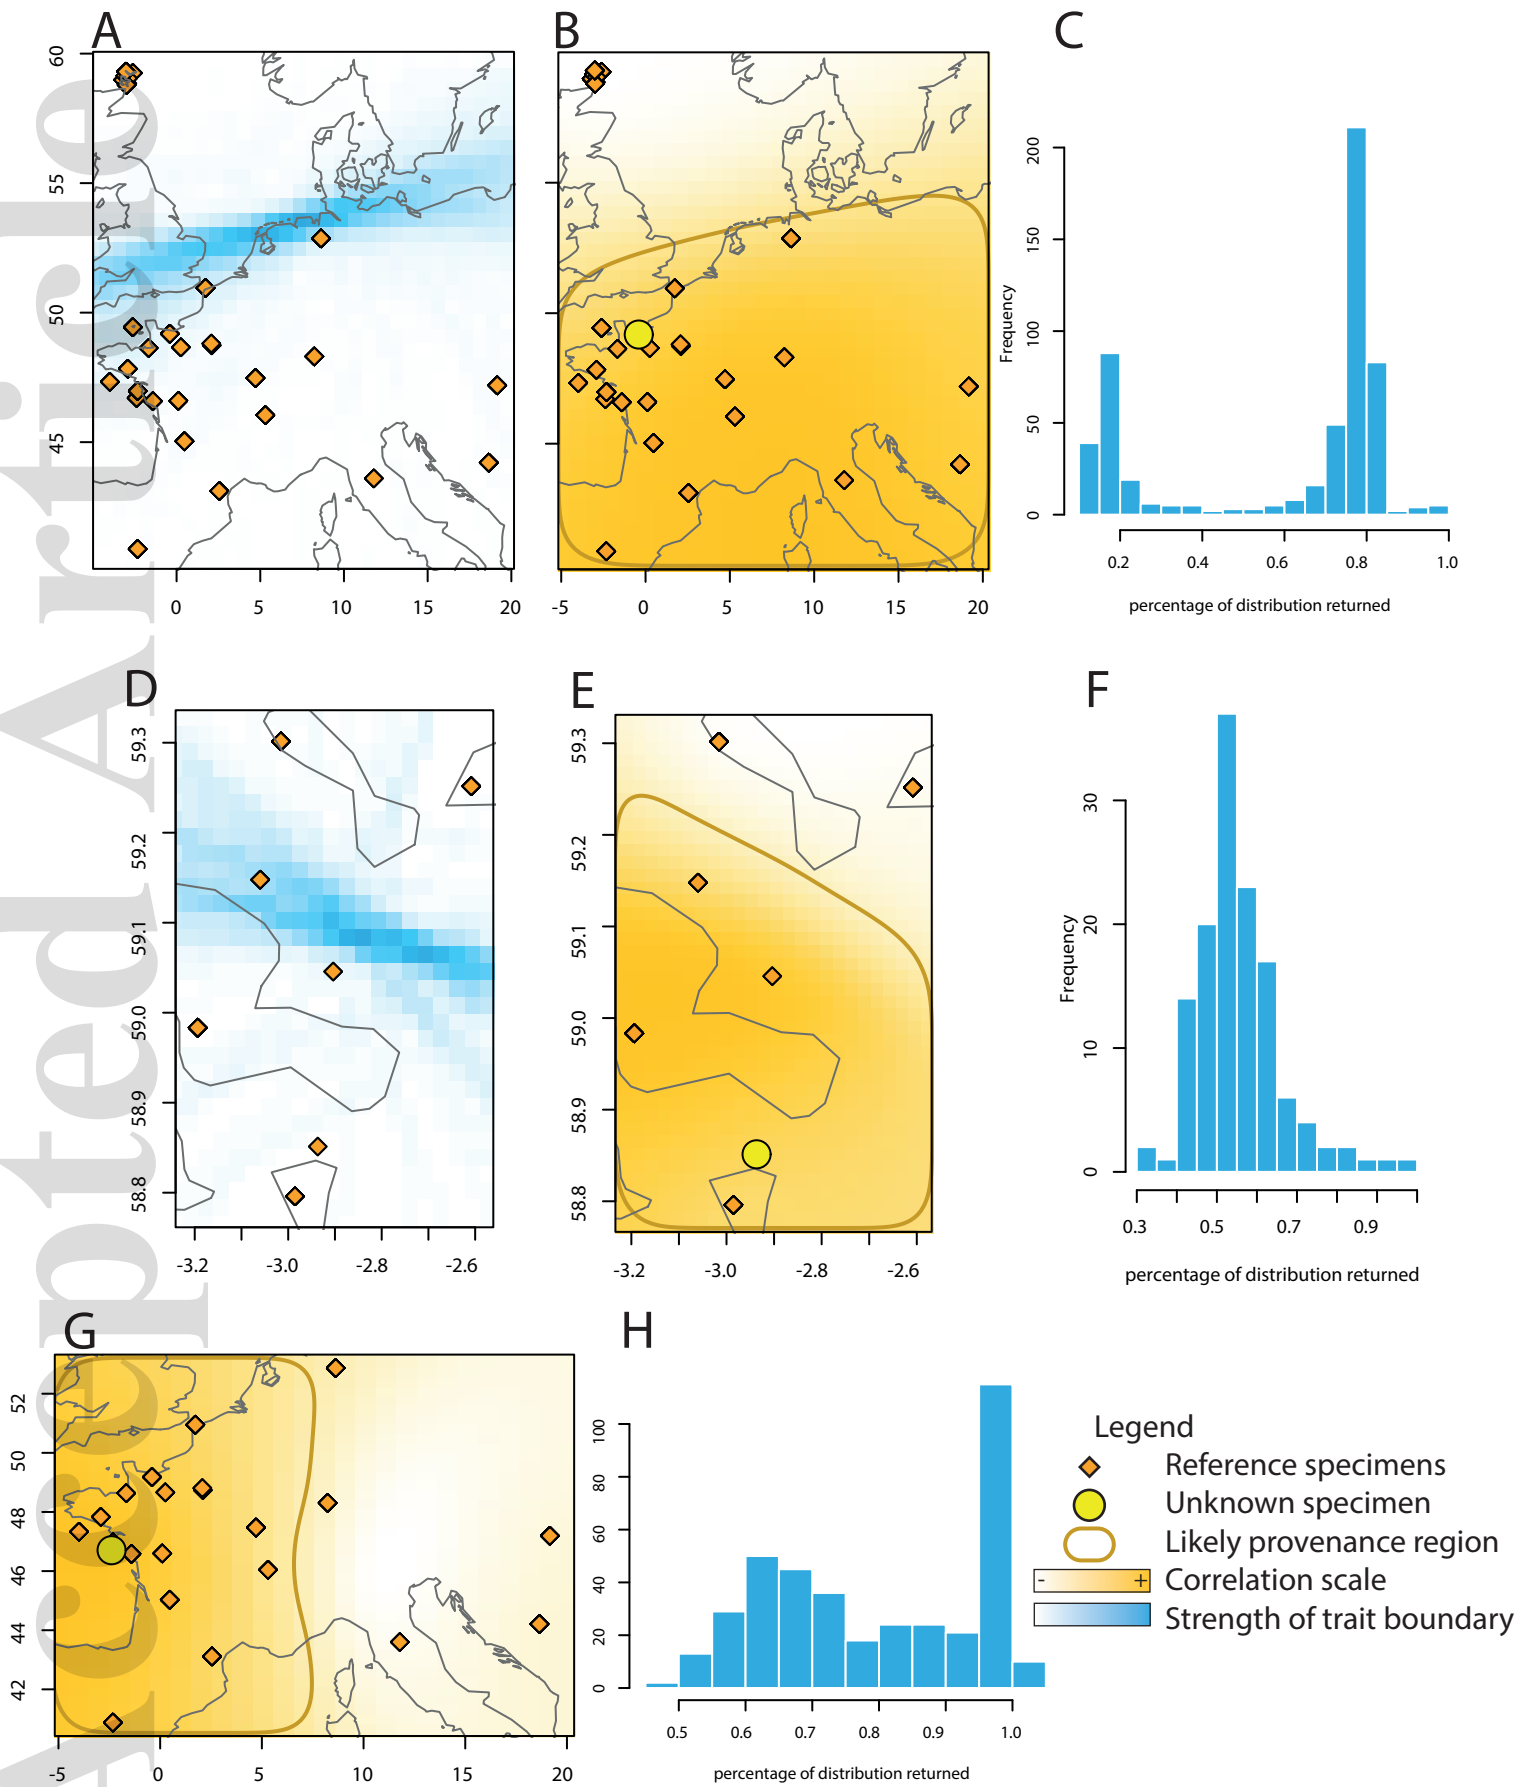 A
B
C
60
55
50
45
0 5 10 15 20
-5 0 5 10 15 20
Frequency
200
150
100
50
0
0.2 0.4 0.6 0.8 1.0
percentage of distribution returned
D
E
F
59.3
59.2
59.1
59.0
58.9
58.8
-3.2 -3.0 -2.8 -2.6
59.3
59.2
59.1
59.0
58.9
58.8
-3.2 -3.0 -2.8 -2.6
Frequency
30
20
10
0
0.3 0.5 0.7 0.9
percentage of distribution returned
G
H
52
50
48
46
44
42
-5 0 5 10 15 20
100
80
60
40
20
0
0.5 0.6 0.7 0.8 0.9 1.0
percentage of distribution returned
Legend
Reference specimens
Unknown specimen
Likely provenance region
- + Correlation scale
Strength of trait boundary
Accepted Article